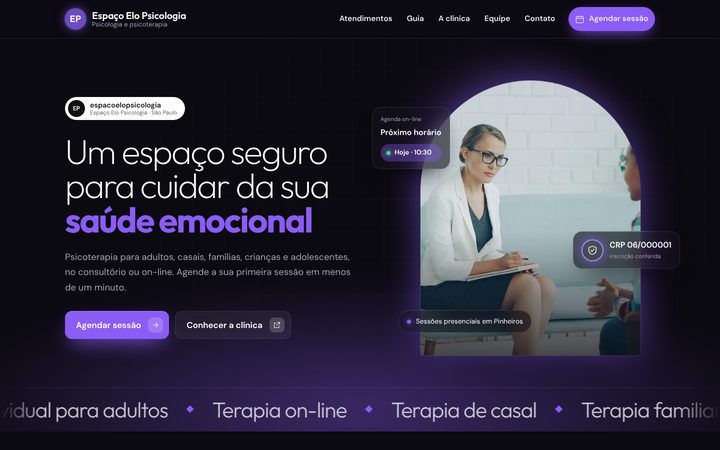 EP
Espaço Elo Psicologia
Psicologia e psicoterapia
Atendimentos
Guia
A clínica
Equipe
Contato
Agendar sessão
EP
espacoelopsicologia
Espaço Elo Psicologia · São Paulo
Um espaço seguro
para cuidar da sua
saúde emocional
Psicoterapia para adultos, casais, famílias, crianças e adolescentes,
no consultório ou on-line. Agende a sua primeira sessão em menos
de um minuto.
Agendar sessão
Conhecer a clínica
Agenda on-line
Próximo horário
Hoje · 10:30
CRP 06/000001
inscrição conferida
Sessões presenciais em Pinheiros
vidual para adultos
Terapia on-line
Terapia de casal
Terapia familia